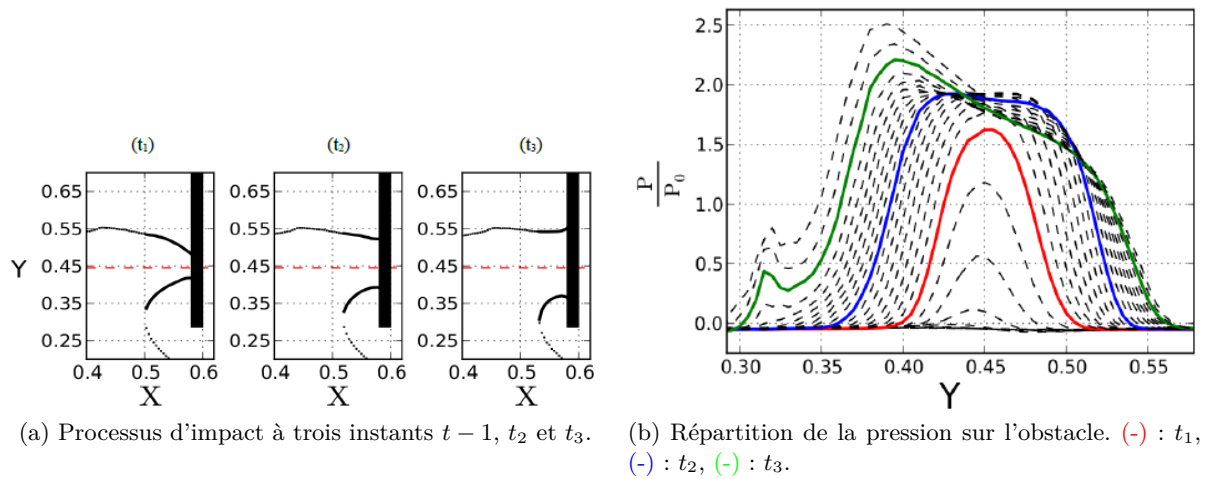 (t₁) (t₂) (t₃)
0.65 0.65 0.65
0.55 0.55 0.55
Y 0.45 0.45 0.45
0.35 0.35 0.35
0.25 0.25 0.25
0.4 0.5 0.6 0.4 0.5 0.6 0.4 0.5 0.6
X X X
(a) Processus d'impact à trois instants t − 1, t₂ et t₃.
2.5
2.0
1.5
P/P₀
1.0
0.5
0.0
0.30 0.35 0.40 0.45 0.50 0.55
Y
(b) Répartition de la pression sur l'obstacle. (-) : t₁,
(-) : t₂, (-) : t₃.